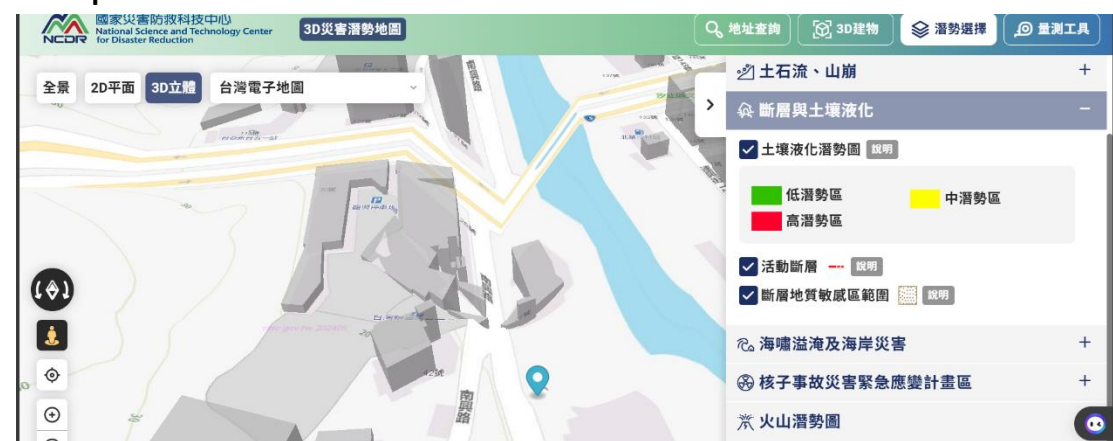 國家災害防救科技中心
National Science and Technology Center
for Disaster Reduction
NCDR
3D災害潛勢地圖
地址查詢
3D建物
潛勢選擇
量測工具
全景
2D平面
3D立體
台灣電子地圖
土石流、山崩
斷層與土壤液化
土壤液化潛勢圖 說明
低潛勢區
中潛勢區
高潛勢區
活動斷層 說明
斷層地質敏感區範圍 說明
海嘯溢淹及海岸災害
核子事故災害緊急應變計畫區
火山潛勢圖
南興路
42號
20